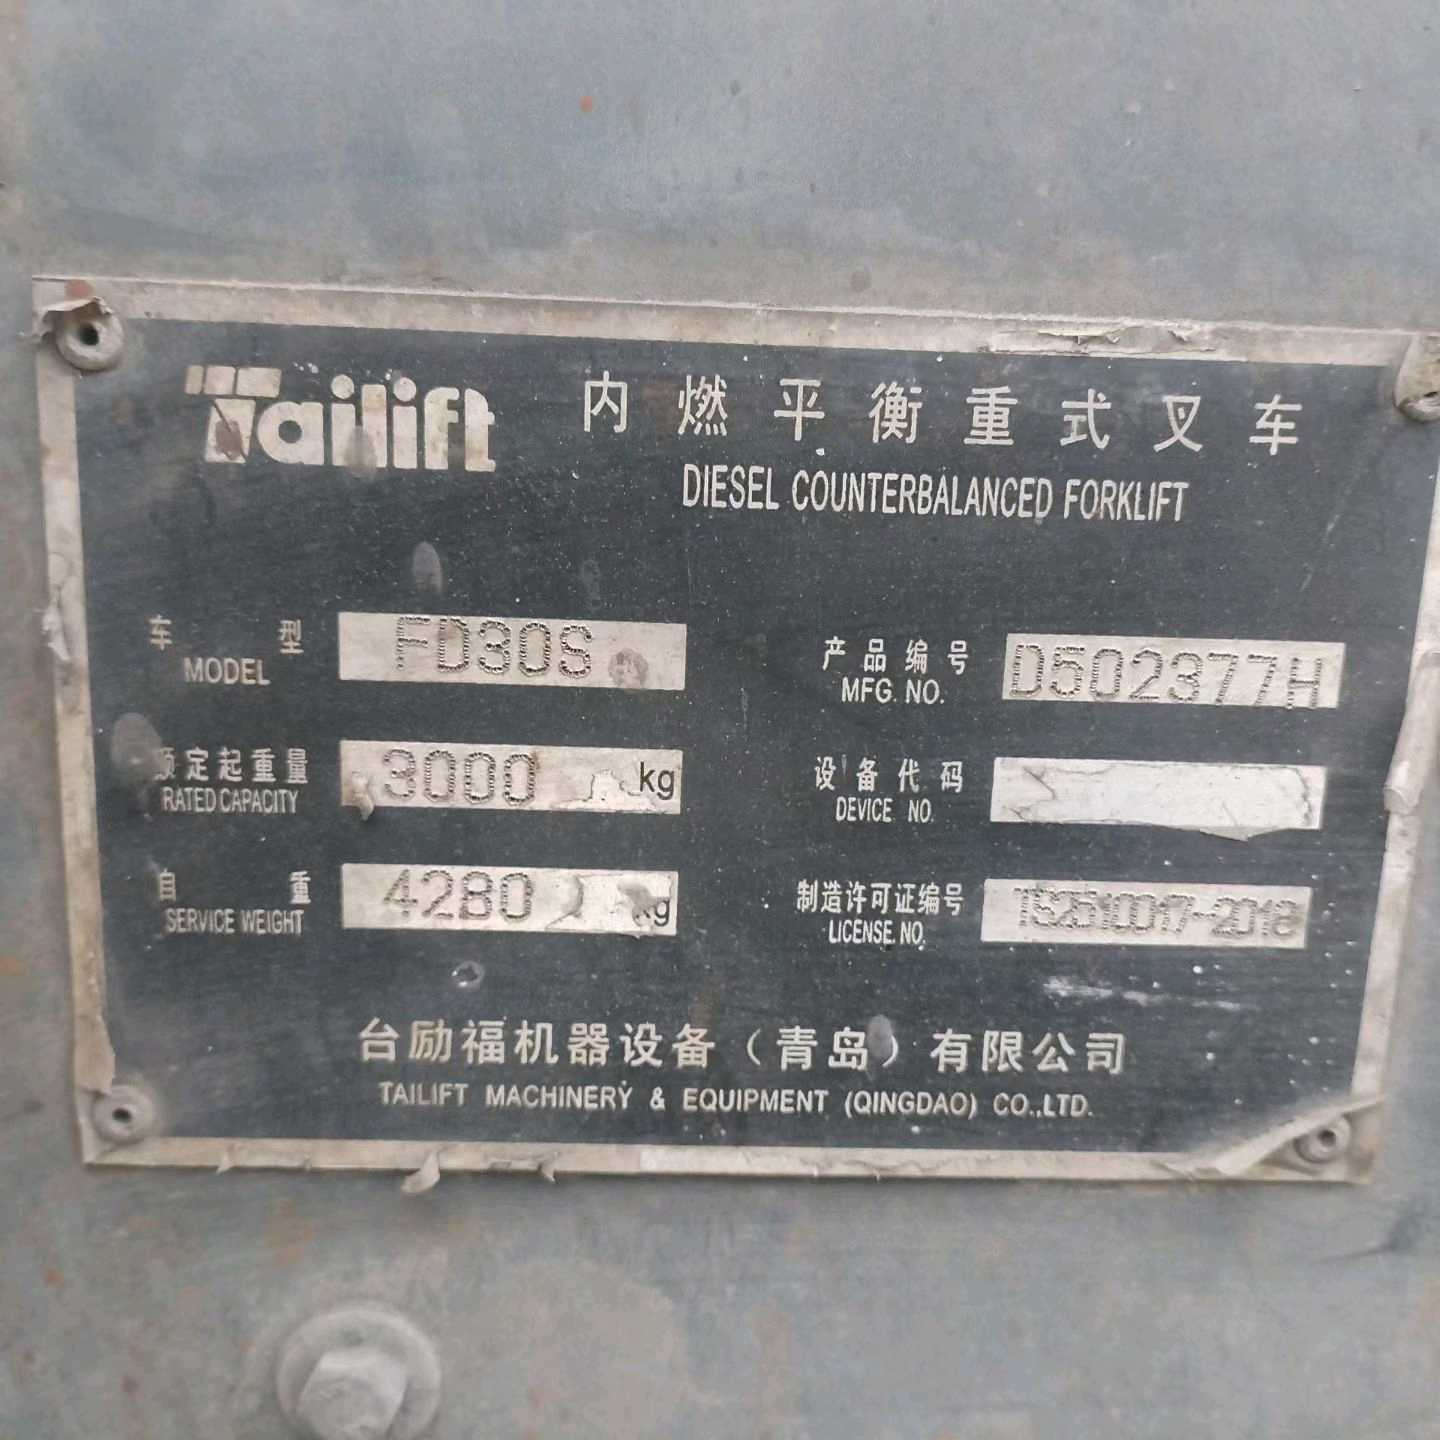 Tailift 内燃平衡重式叉车
DIESEL COUNTERBALANCED FORKLIFT
车型 FD30S 产品编号 D502377H
MODEL MFG. NO.
额定起重量 3000 kg 设备代码
RATED CAPACITY DEVICE NO.
自重 4280 kg 制造许可证编号 TS2510017-2018
SERVICE WEIGHT LICENSE. NO.
台励福机器设备（青岛）有限公司
TAILIFT MACHINERY & EQUIPMENT (QINGDAO) CO.,LTD.